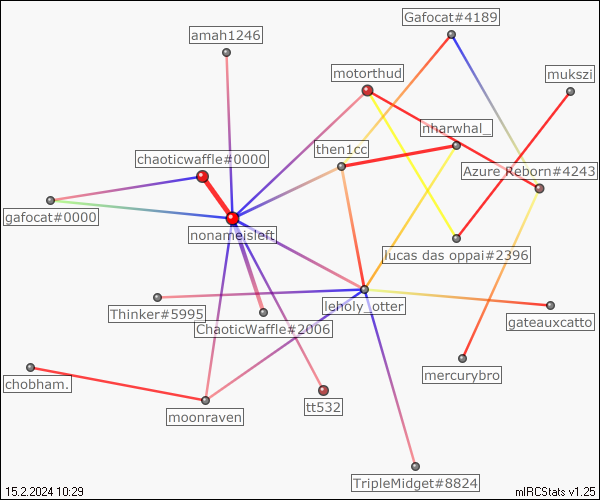 Gafocat#4189
amah1246
motorthud
mukszi
nharwhal_
then1cc
chaoticwaffle#0000
Azure Reborn#4243
gafocat#0000
nonameisleft
lucas das oppai#2396
leholy_otter
Thinker#5995
gateauxcatto
ChaoticWaffle#2006
mercurybro
chobham.
tt532
moonraven
TripleMidget#8824
15.2.2024 10:29
mIRCStats v1.25